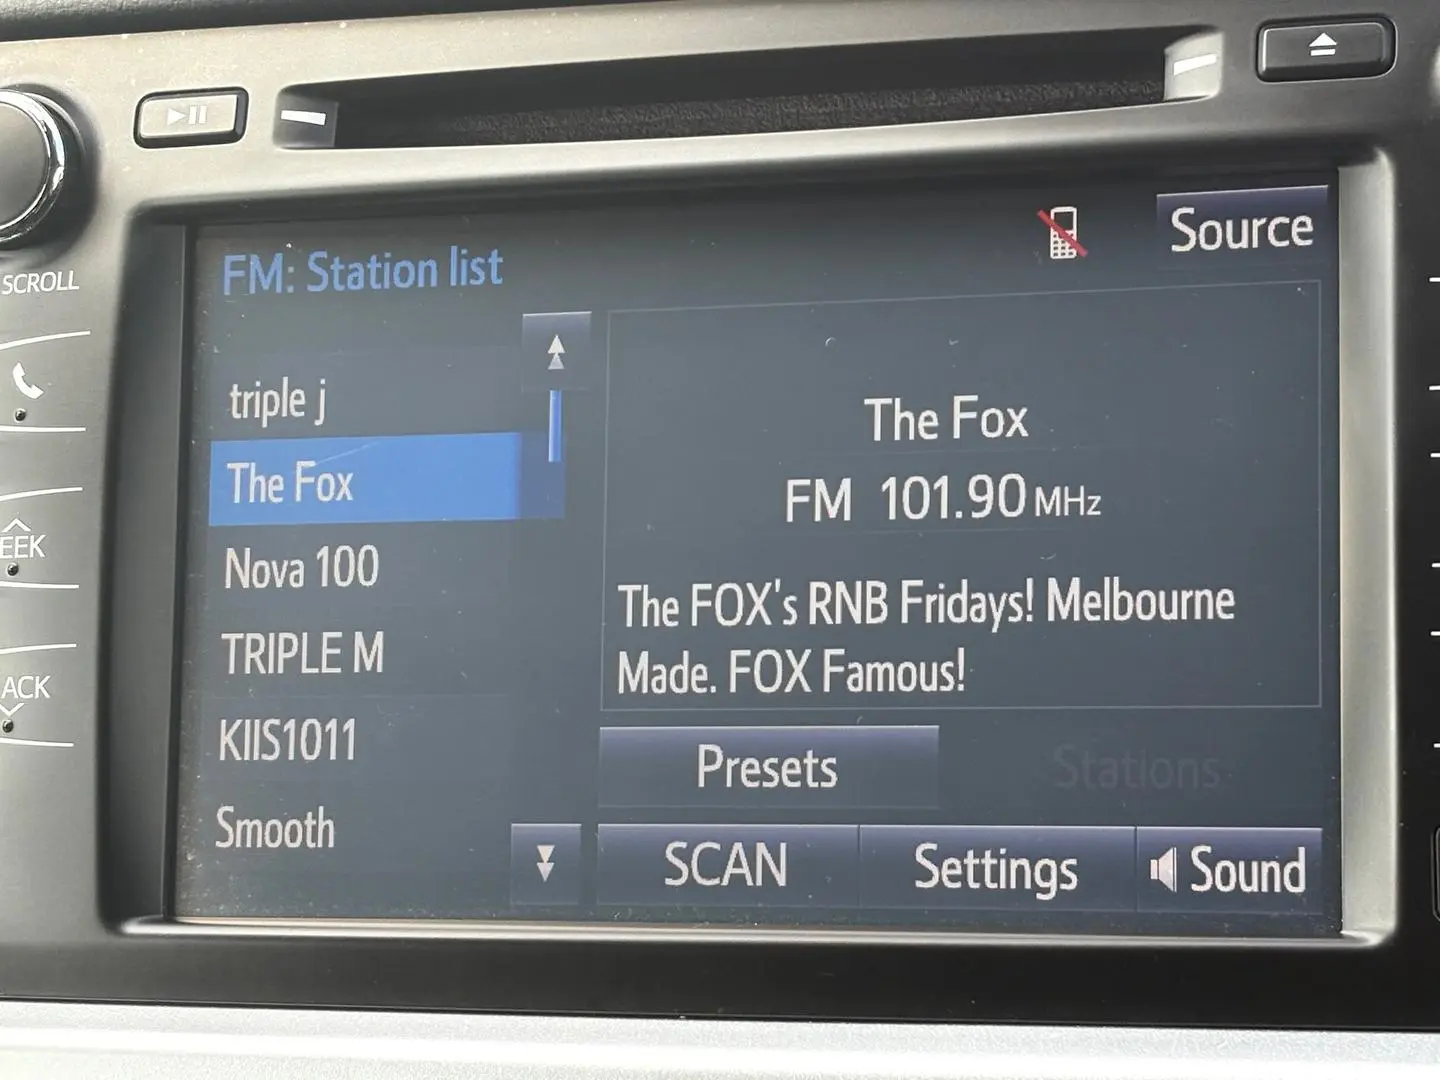 SCROLL
EEK
ACK
FM: Station list
Source
triple j
The Fox
Nova 100
TRIPLE M
KIIS1011
Smooth
The Fox
FM 101.90 MHz
The FOX's RNB Fridays! Melbourne
Made. FOX Famous!
Presets
Stations
SCAN
Settings
Sound